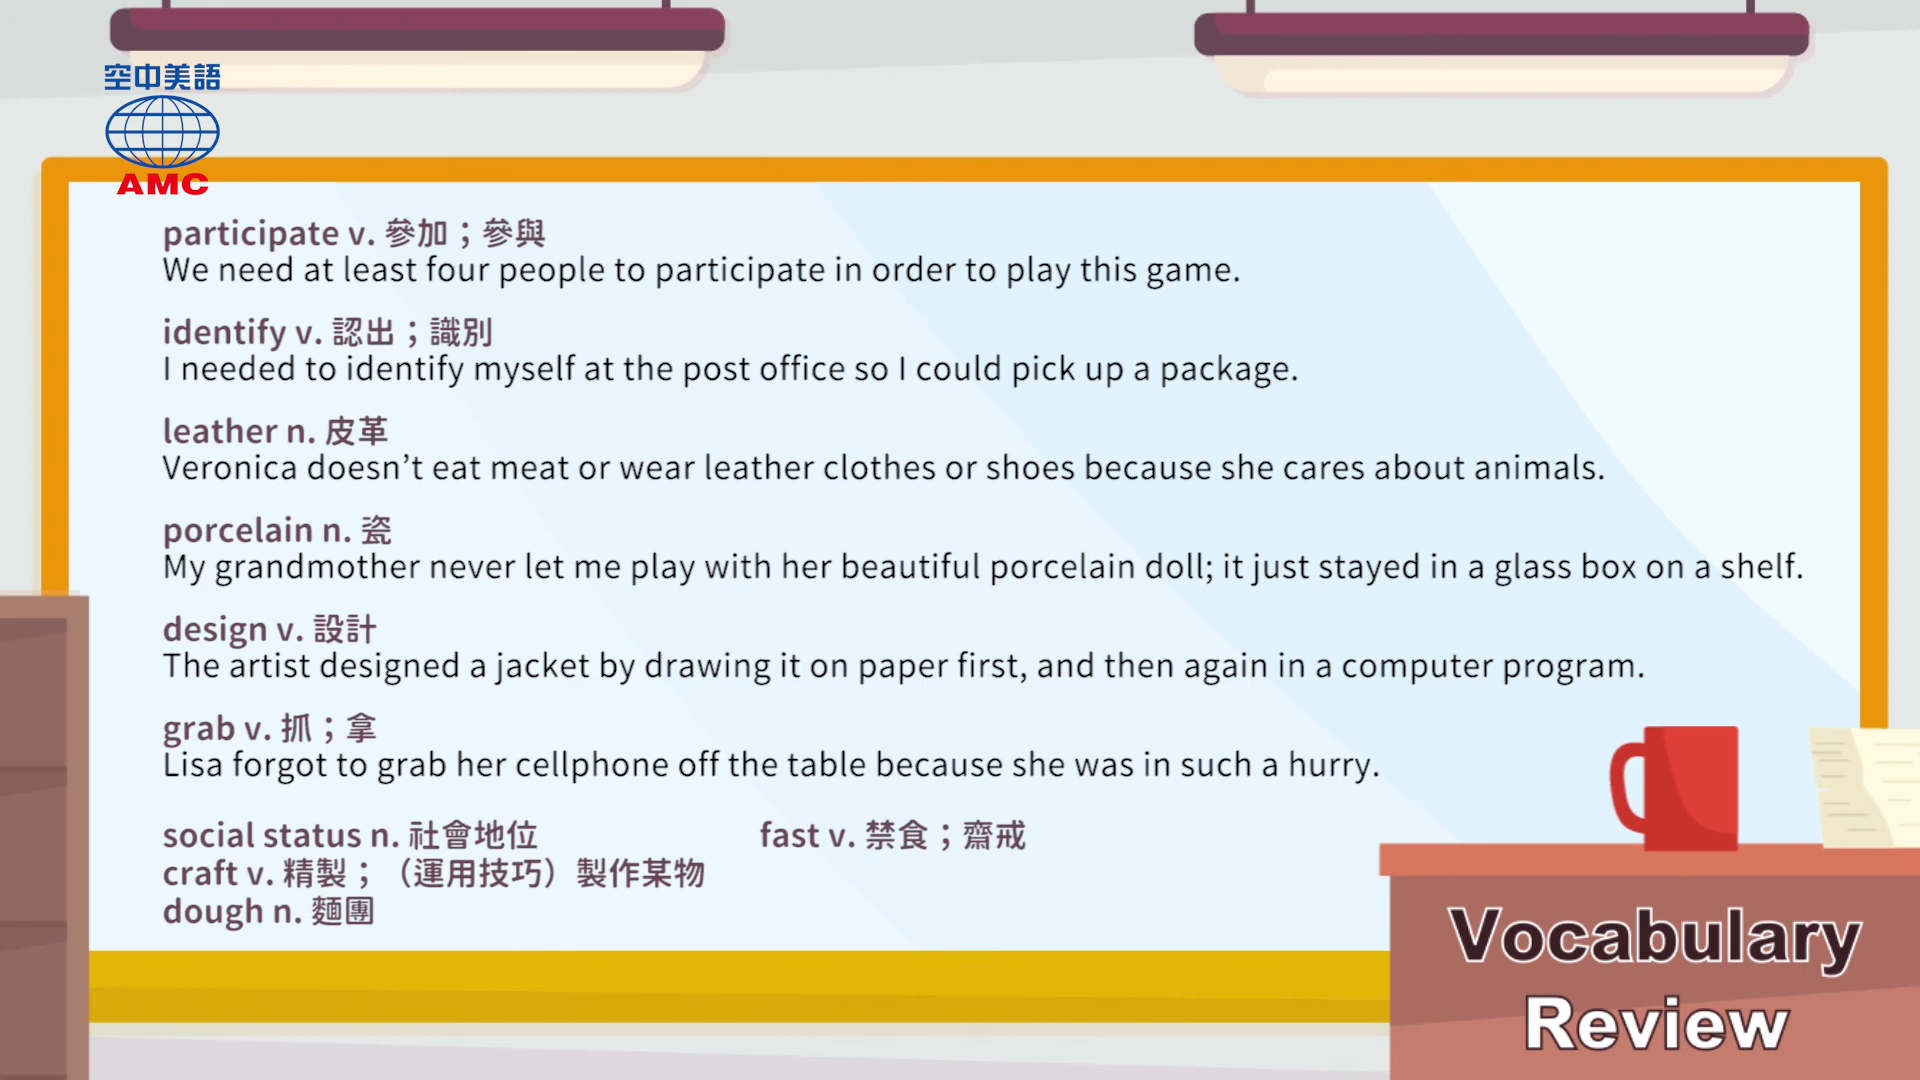 空中美語
AMC
participate v. 參加；參與
We need at least four people to participate in order to play this game.
identify v. 認出；識別
I needed to identify myself at the post office so I could pick up a package.
leather n. 皮革
Veronica doesn’t eat meat or wear leather clothes or shoes because she cares about animals.
porcelain n. 瓷
My grandmother never let me play with her beautiful porcelain doll; it just stayed in a glass box on a shelf.
design v. 設計
The artist designed a jacket by drawing it on paper first, and then again in a computer program.
grab v. 抓；拿
Lisa forgot to grab her cellphone off the table because she was in such a hurry.
social status n. 社會地位 fast v. 禁食；齋戒
craft v. 精製；（運用技巧）製作某物
dough n. 麵團
Vocabulary
Review